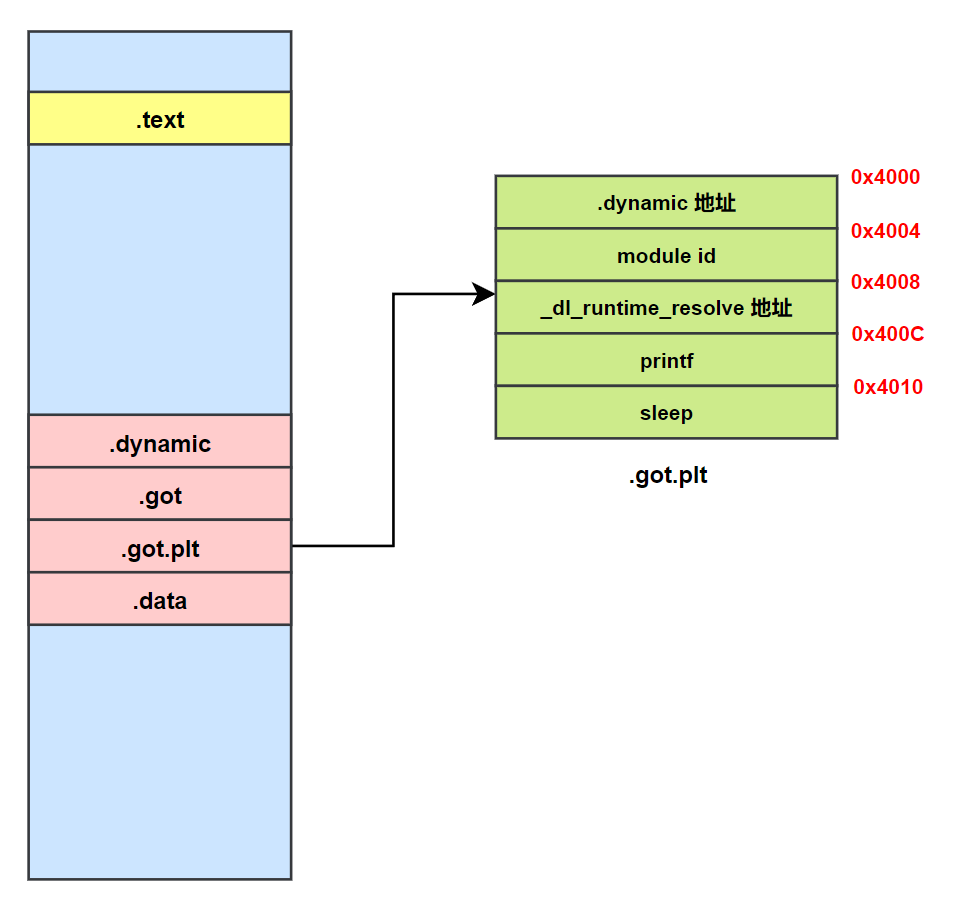 .text
.dynamic
.got
.got.plt
.data
.dynamic 地址
module id
_dl_runtime_resolve 地址
printf
sleep
0x4000
0x4004
0x4008
0x400C
0x4010
.got.plt